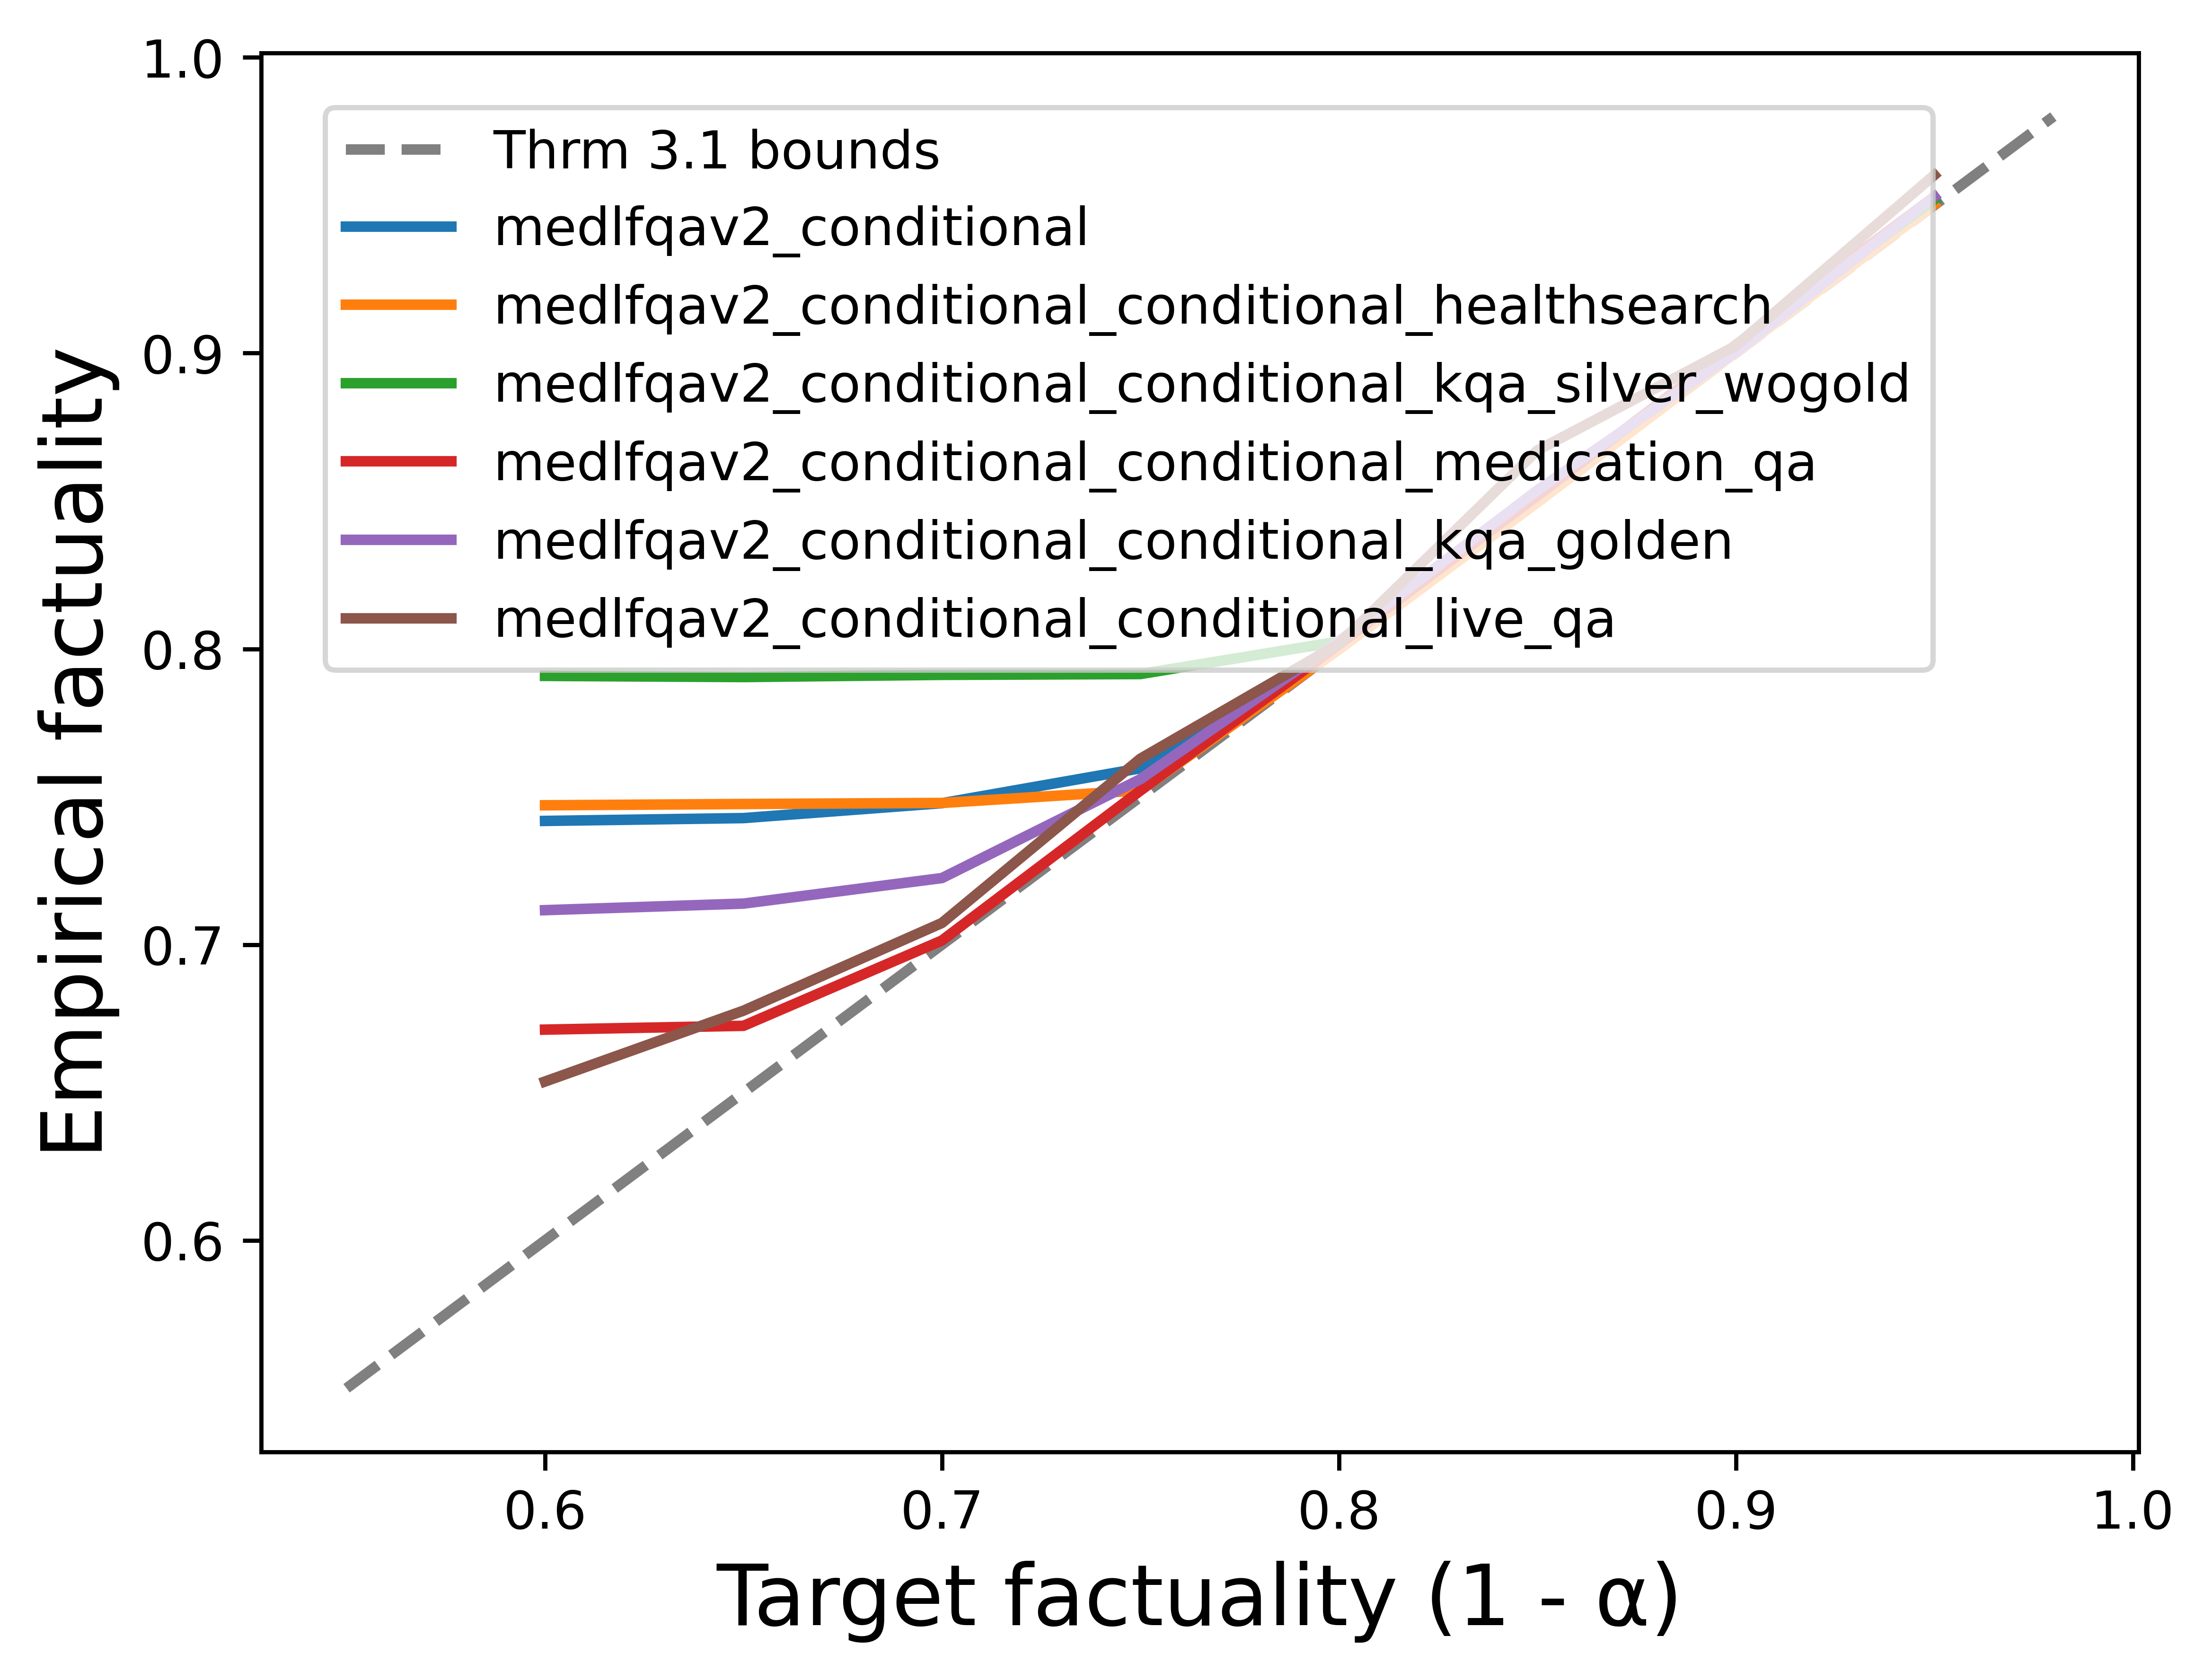 1.0
0.9
0.8
0.7
0.6
Empirical factuality
Thrm 3.1 bounds
medlfqav2_conditional
medlfqav2_conditional_conditional_healthsearch
medlfqav2_conditional_conditional_kqa_silver_wogold
medlfqav2_conditional_conditional_medication_qa
medlfqav2_conditional_conditional_kqa_golden
medlfqav2_conditional_conditional_live_qa
0.6 0.7 0.8 0.9 1.0
Target factuality (1 - α)